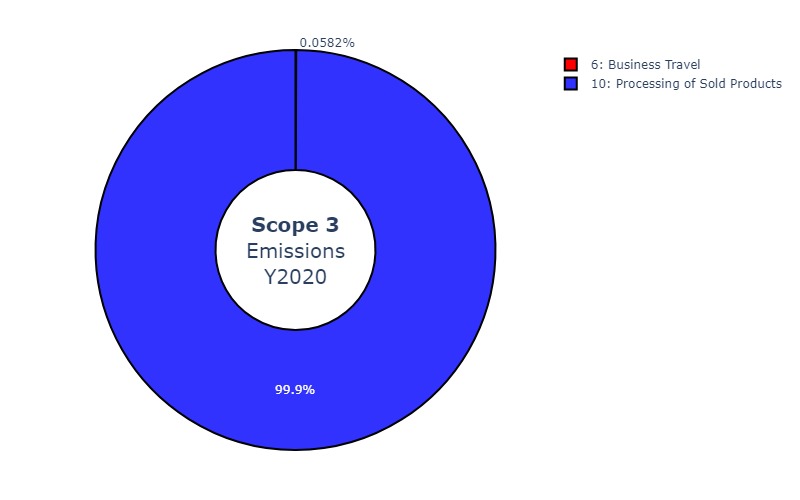 0.0582%
6: Business Travel
10: Processing of Sold Products
Scope 3
Emissions
Y2020
99.9%